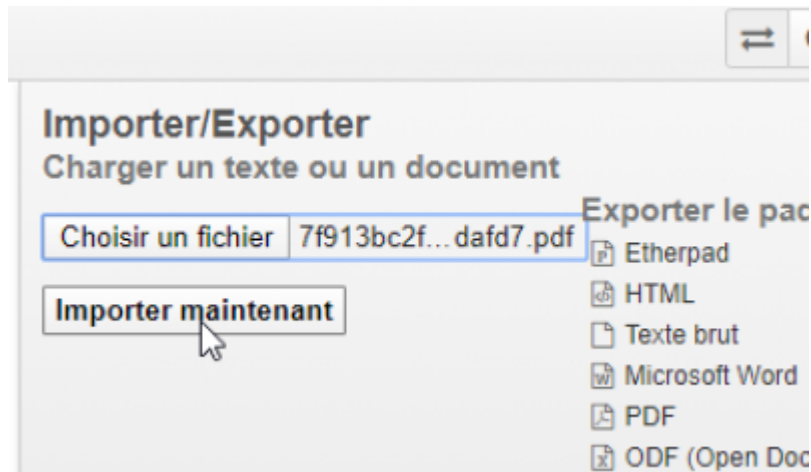 Importer/Exporter
Charger un texte ou un document
Choisir un fichier 7f913bc2f...dafd7.pdf
Importer maintenant
Exporter le pad
Etherpad
HTML
Texte brut
Microsoft Word
PDF
ODF (Open Doc